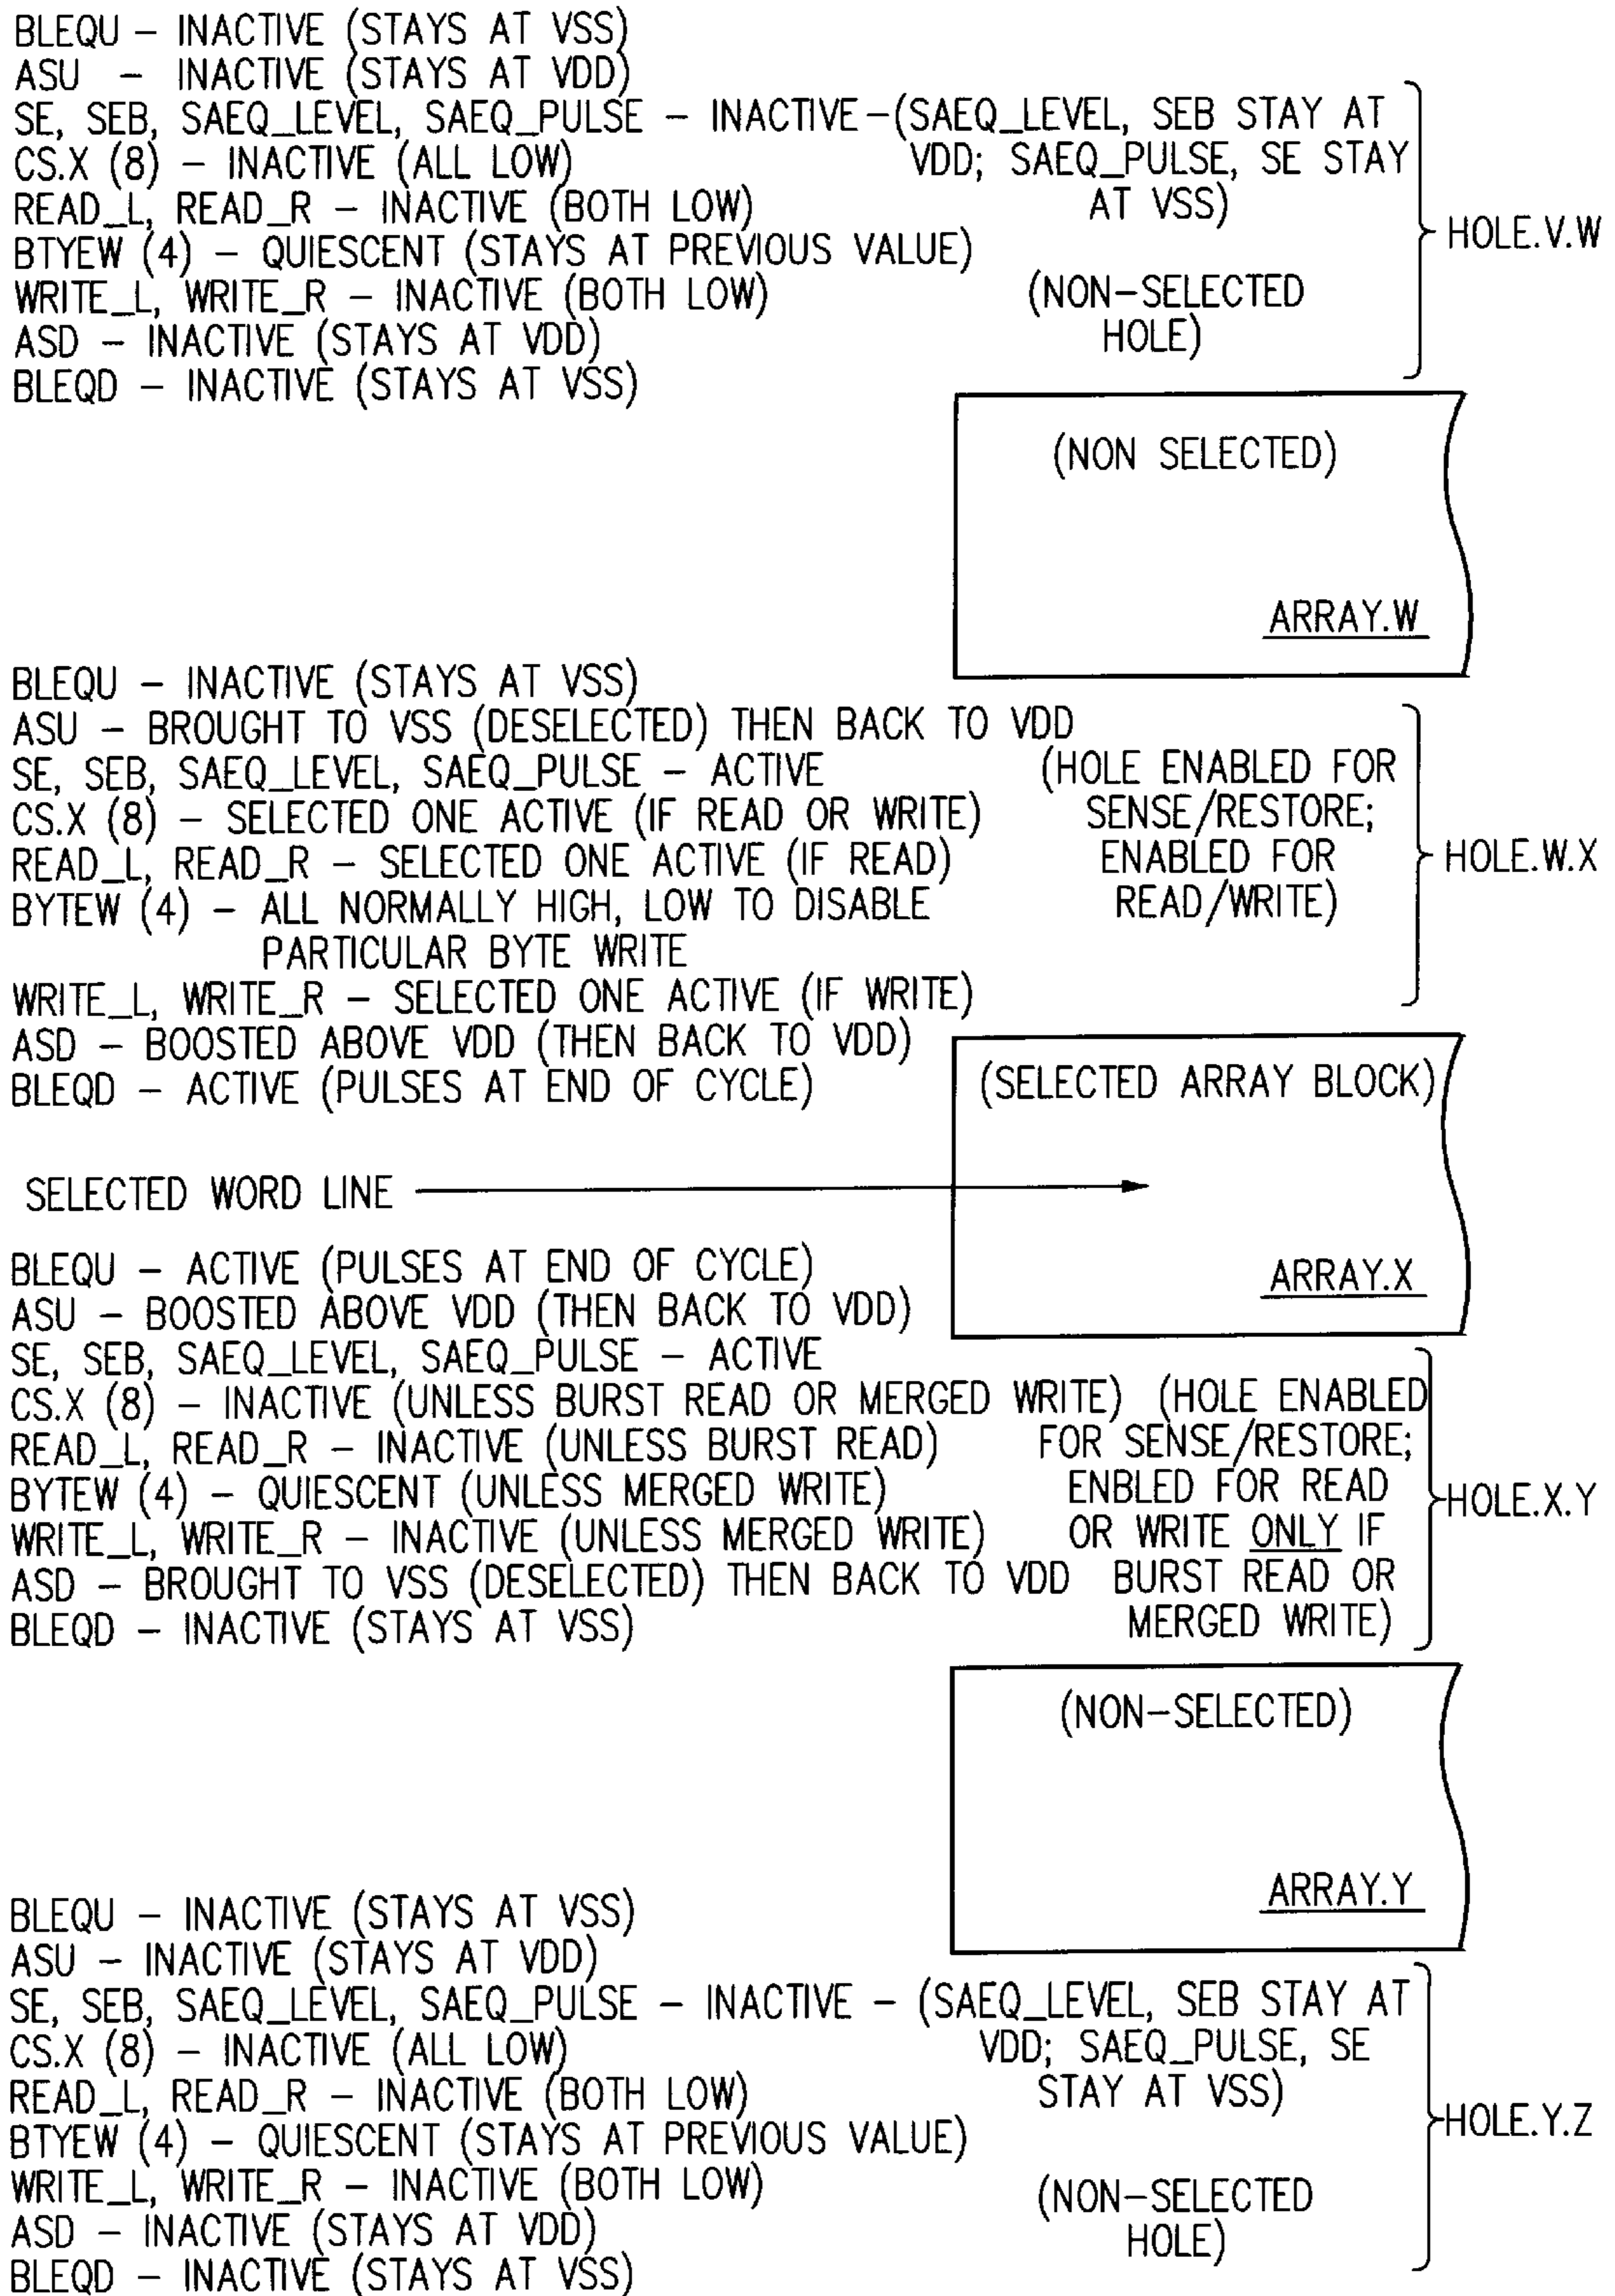 BLEQU – INACTIVE (STAYS AT VSS)
ASU – INACTIVE (STAYS AT VDD)
SE, SEB, SAEQ_LEVEL, SAEQ_PULSE – INACTIVE – (SAEQ_LEVEL, SEB STAY AT
CS.X (8) – INACTIVE (ALL LOW) VDD; SAEQ_PULSE, SE STAY
READ_L, READ_R – INACTIVE (BOTH LOW) AT VSS)
HOLE.V.W
BTYEW (4) – QUIESCENT (STAYS AT PREVIOUS VALUE)
WRITE_L, WRITE_R – INACTIVE (BOTH LOW) (NON-SELECTED
ASD – INACTIVE (STAYS AT VDD) HOLE)
BLEQD – INACTIVE (STAYS AT VSS)
(NON SELECTED)
ARRAY.W
BLEQU – INACTIVE (STAYS AT VSS)
ASU – BROUGHT TO VSS (DESELECTED) THEN BACK TO VDD
SE, SEB, SAEQ_LEVEL, SAEQ_PULSE – ACTIVE (HOLE ENABLED FOR
CS.X (8) – SELECTED ONE ACTIVE (IF READ OR WRITE) SENSE/RESTORE;
READ_L, READ_R – SELECTED ONE ACTIVE (IF READ) ENABLED FOR HOLE.W.X
BYTEW (4) – ALL NORMALLY HIGH, LOW TO DISABLE READ/WRITE)
PARTICULAR BYTE WRITE
WRITE_L, WRITE_R – SELECTED ONE ACTIVE (IF WRITE)
ASD – BOOSTED ABOVE VDD (THEN BACK TO VDD)
BLEQD – ACTIVE (PULSES AT END OF CYCLE) (SELECTED ARRAY BLOCK)
SELECTED WORD LINE
BLEQU – ACTIVE (PULSES AT END OF CYCLE) ARRAY.X
ASU – BOOSTED ABOVE VDD (THEN BACK TO VDD)
SE, SEB, SAEQ_LEVEL, SAEQ_PULSE – ACTIVE
CS.X (8) – INACTIVE (UNLESS BURST READ OR MERGED WRITE) (HOLE ENABLED
READ_L, READ_R – INACTIVE (UNLESS BURST READ) FOR SENSE/RESTORE;
BYTEW (4) – QUIESCENT (UNLESS MERGED WRITE) ENBLED FOR READ HOLE.X.Y
WRITE_L, WRITE_R – INACTIVE (UNLESS MERGED WRITE) OR WRITE ONLY IF
ASD – BROUGHT TO VSS (DESELECTED) THEN BACK TO VDD BURST READ OR
BLEQD – INACTIVE (STAYS AT VSS) MERGED WRITE)
(NON-SELECTED)
ARRAY.Y
BLEQU – INACTIVE (STAYS AT VSS)
ASU – INACTIVE (STAYS AT VDD)
SE, SEB, SAEQ_LEVEL, SAEQ_PULSE – INACTIVE – (SAEQ_LEVEL, SEB STAY AT
CS.X (8) – INACTIVE (ALL LOW) VDD; SAEQ_PULSE, SE
READ_L, READ_R – INACTIVE (BOTH LOW) STAY AT VSS)
HOLE.Y.Z
BTYEW (4) – QUIESCENT (STAYS AT PREVIOUS VALUE)
WRITE_L, WRITE_R – INACTIVE (BOTH LOW) (NON-SELECTED
ASD – INACTIVE (STAYS AT VDD) HOLE)
BLEQD – INACTIVE (STAYS AT VSS)